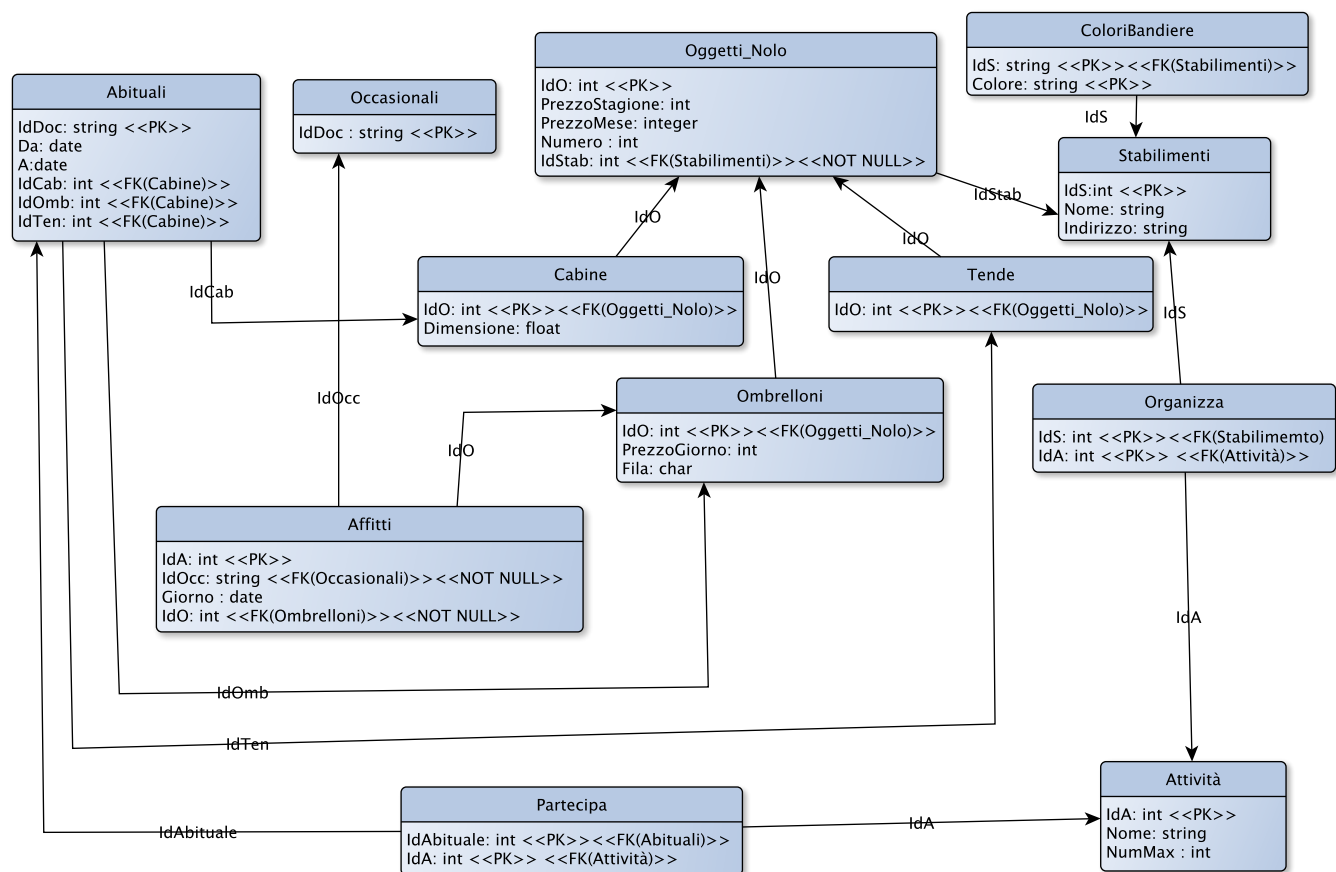 ColoriBandiere
IdS: string <<PK>><<FK(Stabilimenti)>>
Colore: string <<PK>>
Oggetti_Nolo
IdO: int <<PK>>
PrezzoStagione: int
PrezzoMese: integer
Numero : int
IdStab: int <<FK(Stabilimenti)>><<NOT NULL>>
Abituali
IdDoc: string <<PK>>
Da: date
A:date
IdCab: int <<FK(Cabine)>>
IdOmb: int <<FK(Cabine)>>
IdTen: int <<FK(Cabine)>>
Occasionali
IdDoc : string <<PK>>
IdS
Stabilimenti
IdS:int <<PK>>
Nome: string
Indirizzo: string
IdStab
IdO
IdO
IdO
Cabine
IdO: int <<PK>><<FK(Oggetti_Nolo)>>
Dimensione: float
Tende
IdO: int <<PK>><<FK(Oggetti_Nolo)>>
IdCab
IdS
Ombrelloni
IdO: int <<PK>><<FK(Oggetti_Nolo)>>
PrezzoGiorno: int
Fila: char
IdOcc
IdO
Organizza
IdS: int <<PK>><<FK(Stabilimemto)
IdA: int <<PK>> <<FK(Attività)>>
Affitti
IdA: int <<PK>>
IdOcc: string <<FK(Occasionali)>><<NOT NULL>>
Giorno : date
IdO: int <<FK(Ombrelloni)>><<NOT NULL>>
IdA
IdOmb
IdTen
Attività
IdA: int <<PK>>
Nome: string
NumMax : int
Partecipa
IdAbituale: int <<PK>><<FK(Abituali)>>
IdA: int <<PK>> <<FK(Attività)>>
IdAbituale
IdA